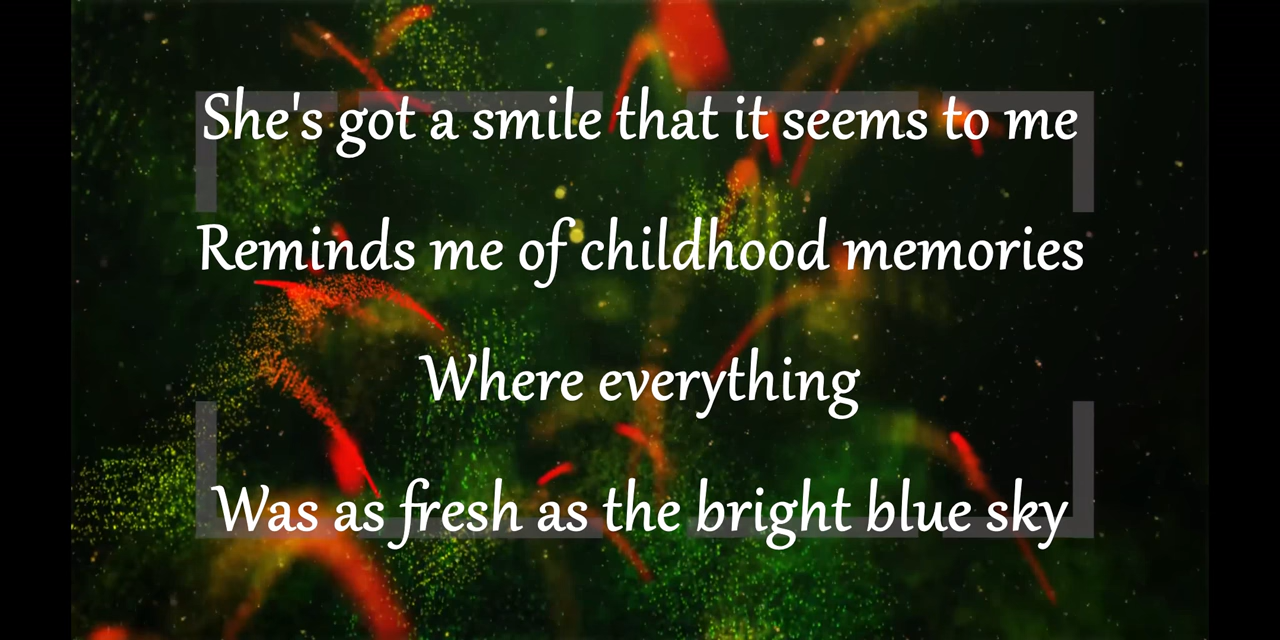 She's got a smile that it seems to me
Reminds me of childhood memories
Where everything
Was as fresh as the bright blue sky